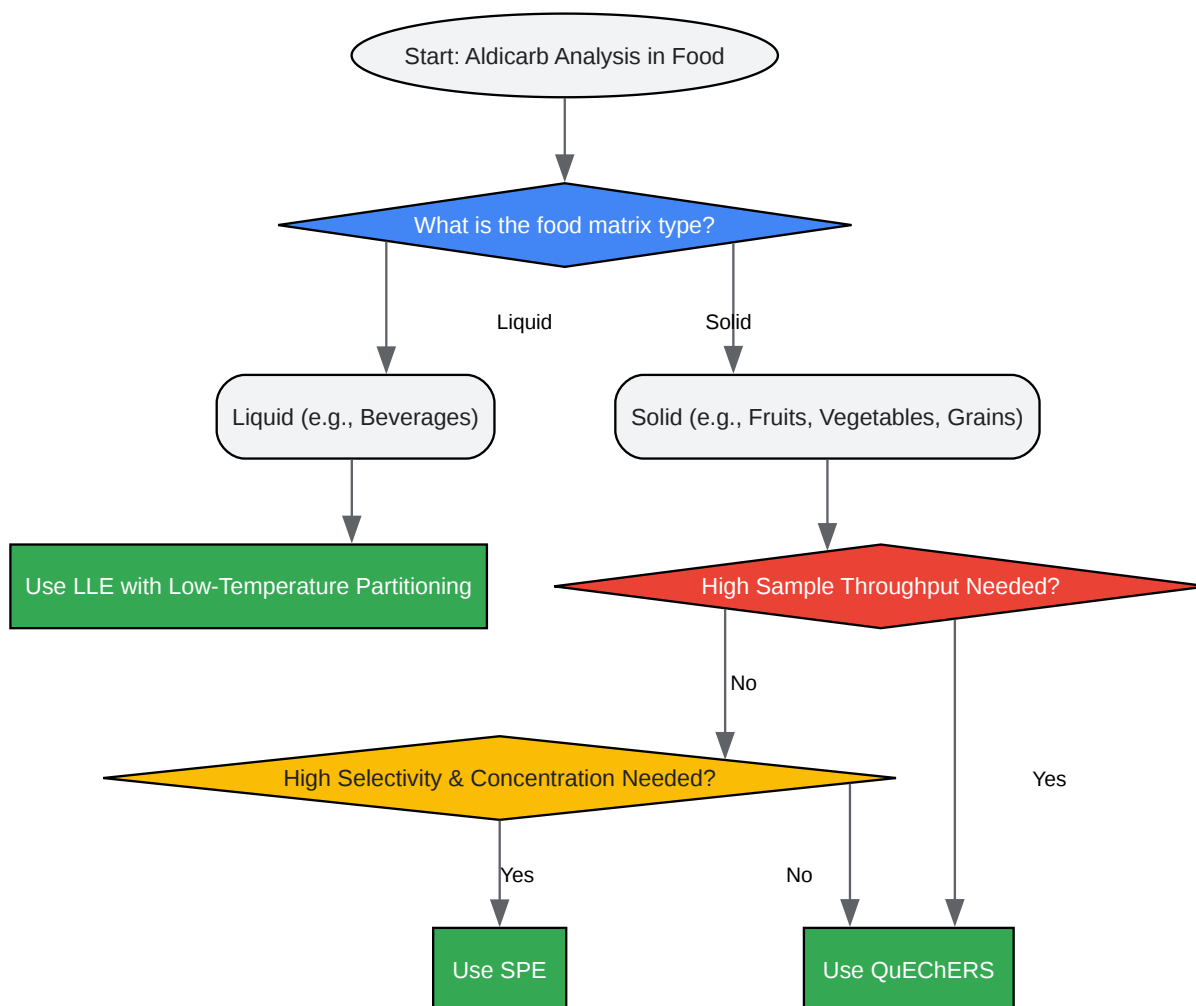 Start: Aldicarb Analysis in Food
What is the food matrix type?
Liquid
Solid
Liquid (e.g., Beverages)
Solid (e.g., Fruits, Vegetables, Grains)
Use LLE with Low-Temperature Partitioning
High Sample Throughput Needed?
No
High Selectivity & Concentration Needed?
Yes
Yes
No
Use SPE
Use QuEChERS